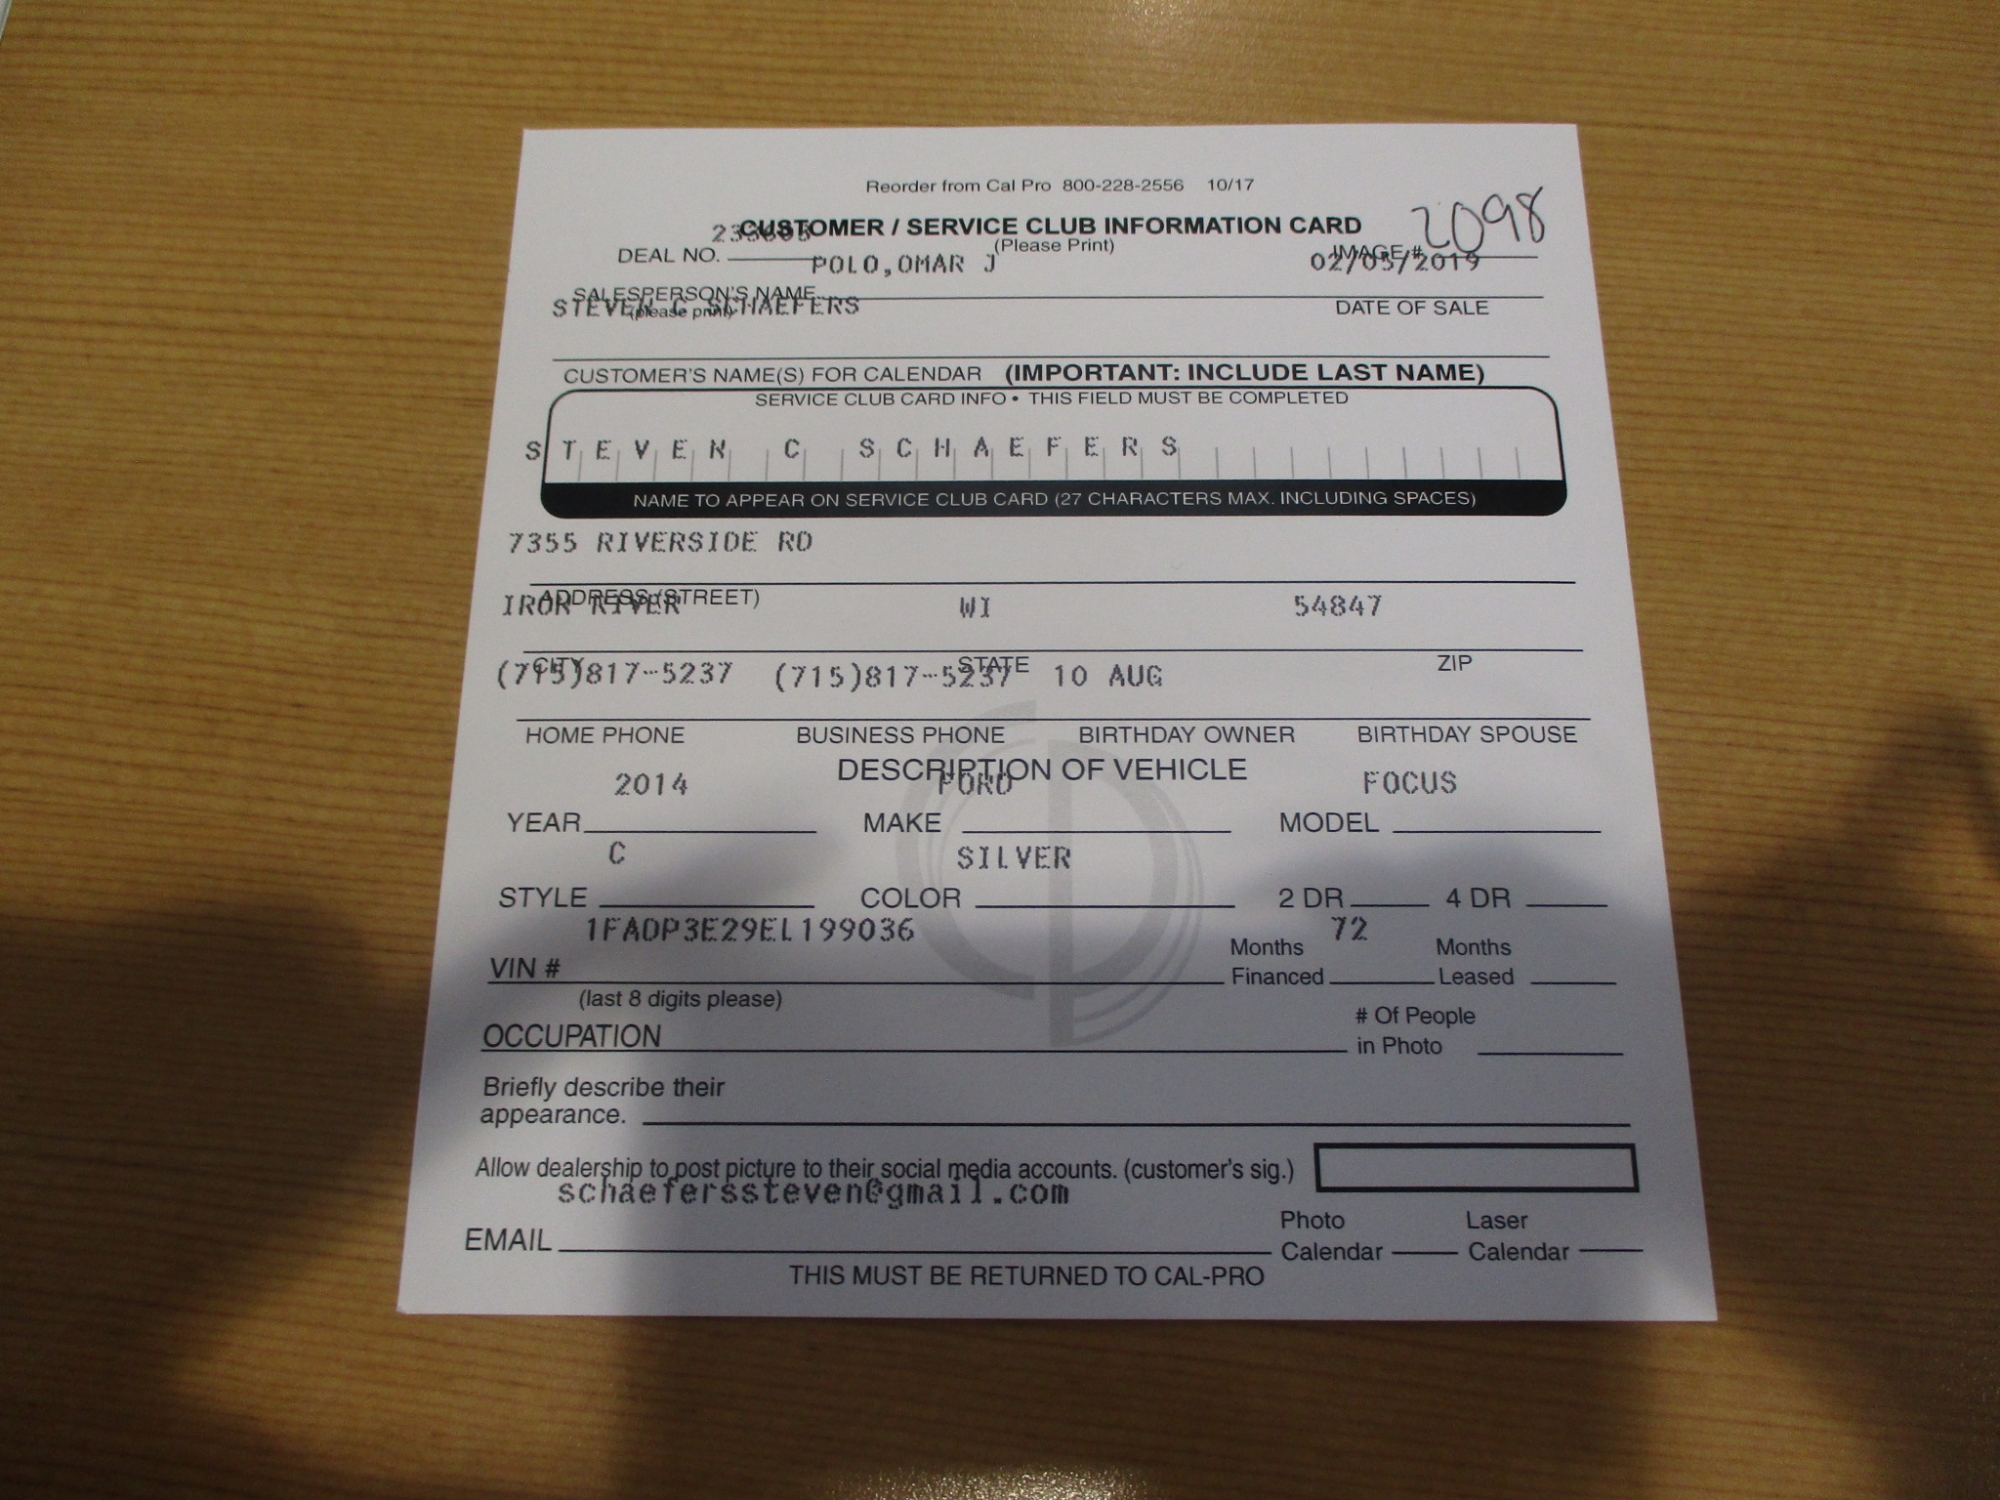 Reorder from Cal Pro 800-228-2556 10/17
CUSTOMER / SERVICE CLUB INFORMATION CARD
(Please Print)
2098
DEAL NO. IMAGE #
POLO,OMAR J 02/05/2019
SALESPERSON'S NAME
(please print)
STEVEN C SCHAEFERS
DATE OF SALE
CUSTOMER'S NAME(S) FOR CALENDAR (IMPORTANT: INCLUDE LAST NAME)
SERVICE CLUB CARD INFO • THIS FIELD MUST BE COMPLETED
STEVEN C SCHAEFERS
NAME TO APPEAR ON SERVICE CLUB CARD (27 CHARACTERS MAX. INCLUDING SPACES)
7355 RIVERSIDE RD
ADDRESS (STREET)
IRON RIVER WI 54847
CITY STATE ZIP
(715)817-5237 (715)817-5237 10 AUG
HOME PHONE BUSINESS PHONE BIRTHDAY OWNER BIRTHDAY SPOUSE
DESCRIPTION OF VEHICLE
2014 FORD FOCUS
YEAR MAKE MODEL
C SILVER
STYLE COLOR 2 DR 4 DR
1FADP3E29EL199036 72
VIN # Months Financed Months Leased
(last 8 digits please)
OCCUPATION # Of People in Photo
Briefly describe their
appearance.
Allow dealership to post picture to their social media accounts. (customer's sig.)
schaeferssteven@gmail.com
EMAIL Photo Calendar Laser Calendar
THIS MUST BE RETURNED TO CAL-PRO